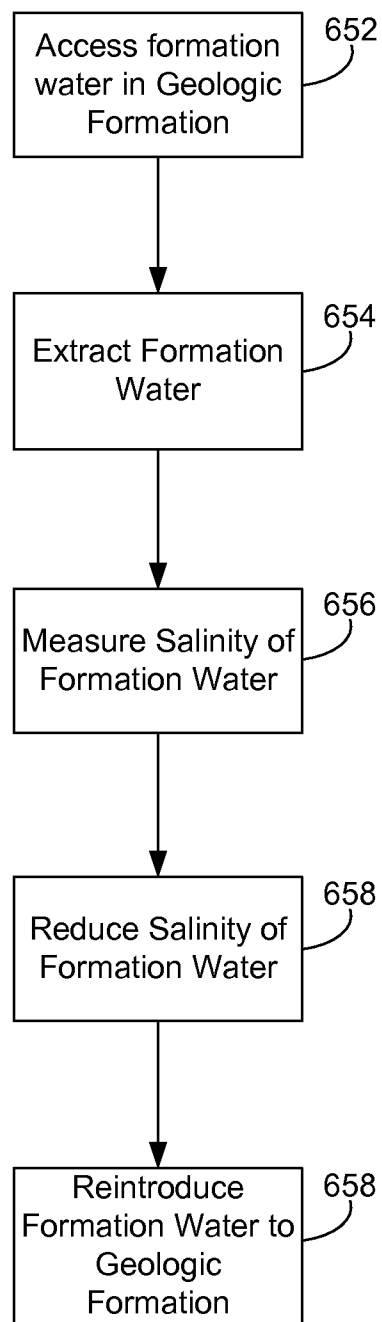 Access formation
water in Geologic
Formation
652
Extract Formation
Water
654
Measure Salinity of
Formation Water
656
Reduce Salinity of
Formation Water
658
Reintroduce
Formation Water to
Geologic
Formation
658